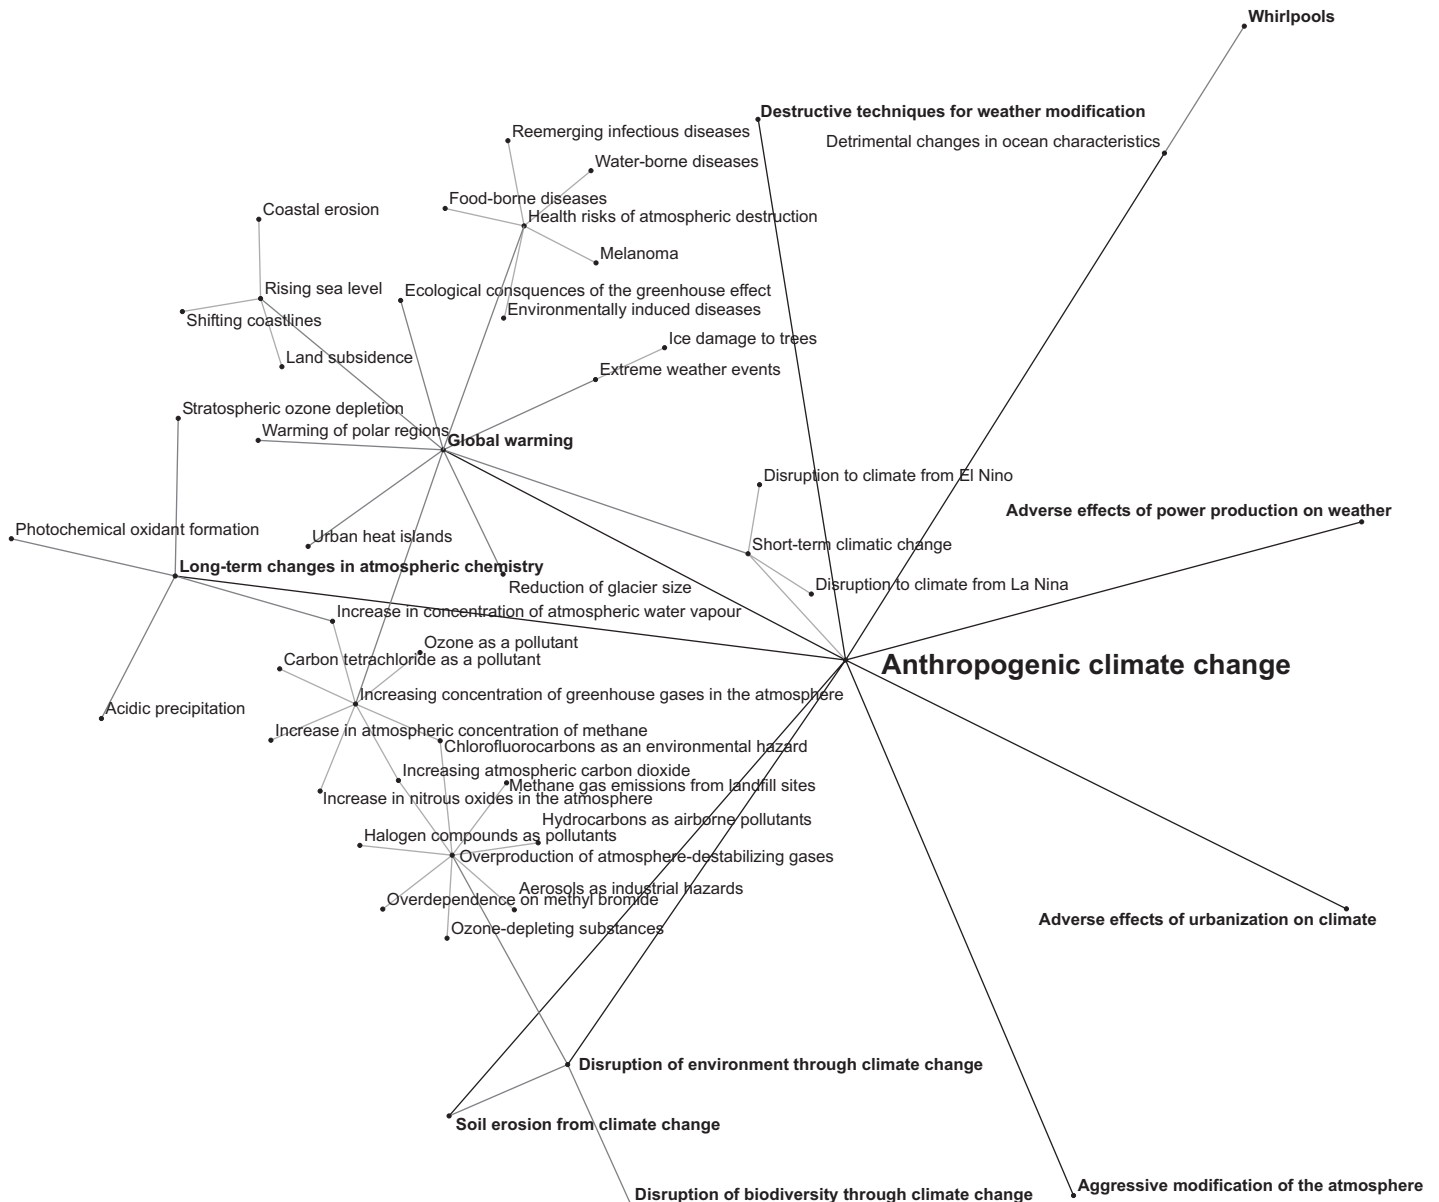 Whirlpools
Destructive techniques for weather modification
Reemerging infectious diseases
Detrimental changes in ocean characteristics
Water-borne diseases
Food-borne diseases
Coastal erosion
Health risks of atmospheric destruction
Melanoma
Rising sea level
Ecological consquences of the greenhouse effect
Environmentally induced diseases
Shifting coastlines
Ice damage to trees
Land subsidence
Extreme weather events
Stratospheric ozone depletion
Warming of polar regions
Global warming
Disruption to climate from El Nino
Adverse effects of power production on weather
Photochemical oxidant formation
Urban heat islands
Short-term climatic change
Long-term changes in atmospheric chemistry
Reduction of glacier size
Disruption to climate from La Nina
Increase in concentration of atmospheric water vapour
Ozone as a pollutant
Carbon tetrachloride as a pollutant
Anthropogenic climate change
Increasing concentration of greenhouse gases in the atmosphere
Acidic precipitation
Increase in atmospheric concentration of methane
Chlorofluorocarbons as an environmental hazard
Increasing atmospheric carbon dioxide
Methane gas emissions from landfill sites
Increase in nitrous oxides in the atmosphere
Hydrocarbons as airborne pollutants
Halogen compounds as pollutants
Overproduction of atmosphere-destabilizing gases
Aerosols as industrial hazards
Overdependence on methyl bromide
Adverse effects of urbanization on climate
Ozone-depleting substances
Disruption of environment through climate change
Soil erosion from climate change
Aggressive modification of the atmosphere
Disruption of biodiversity through climate change